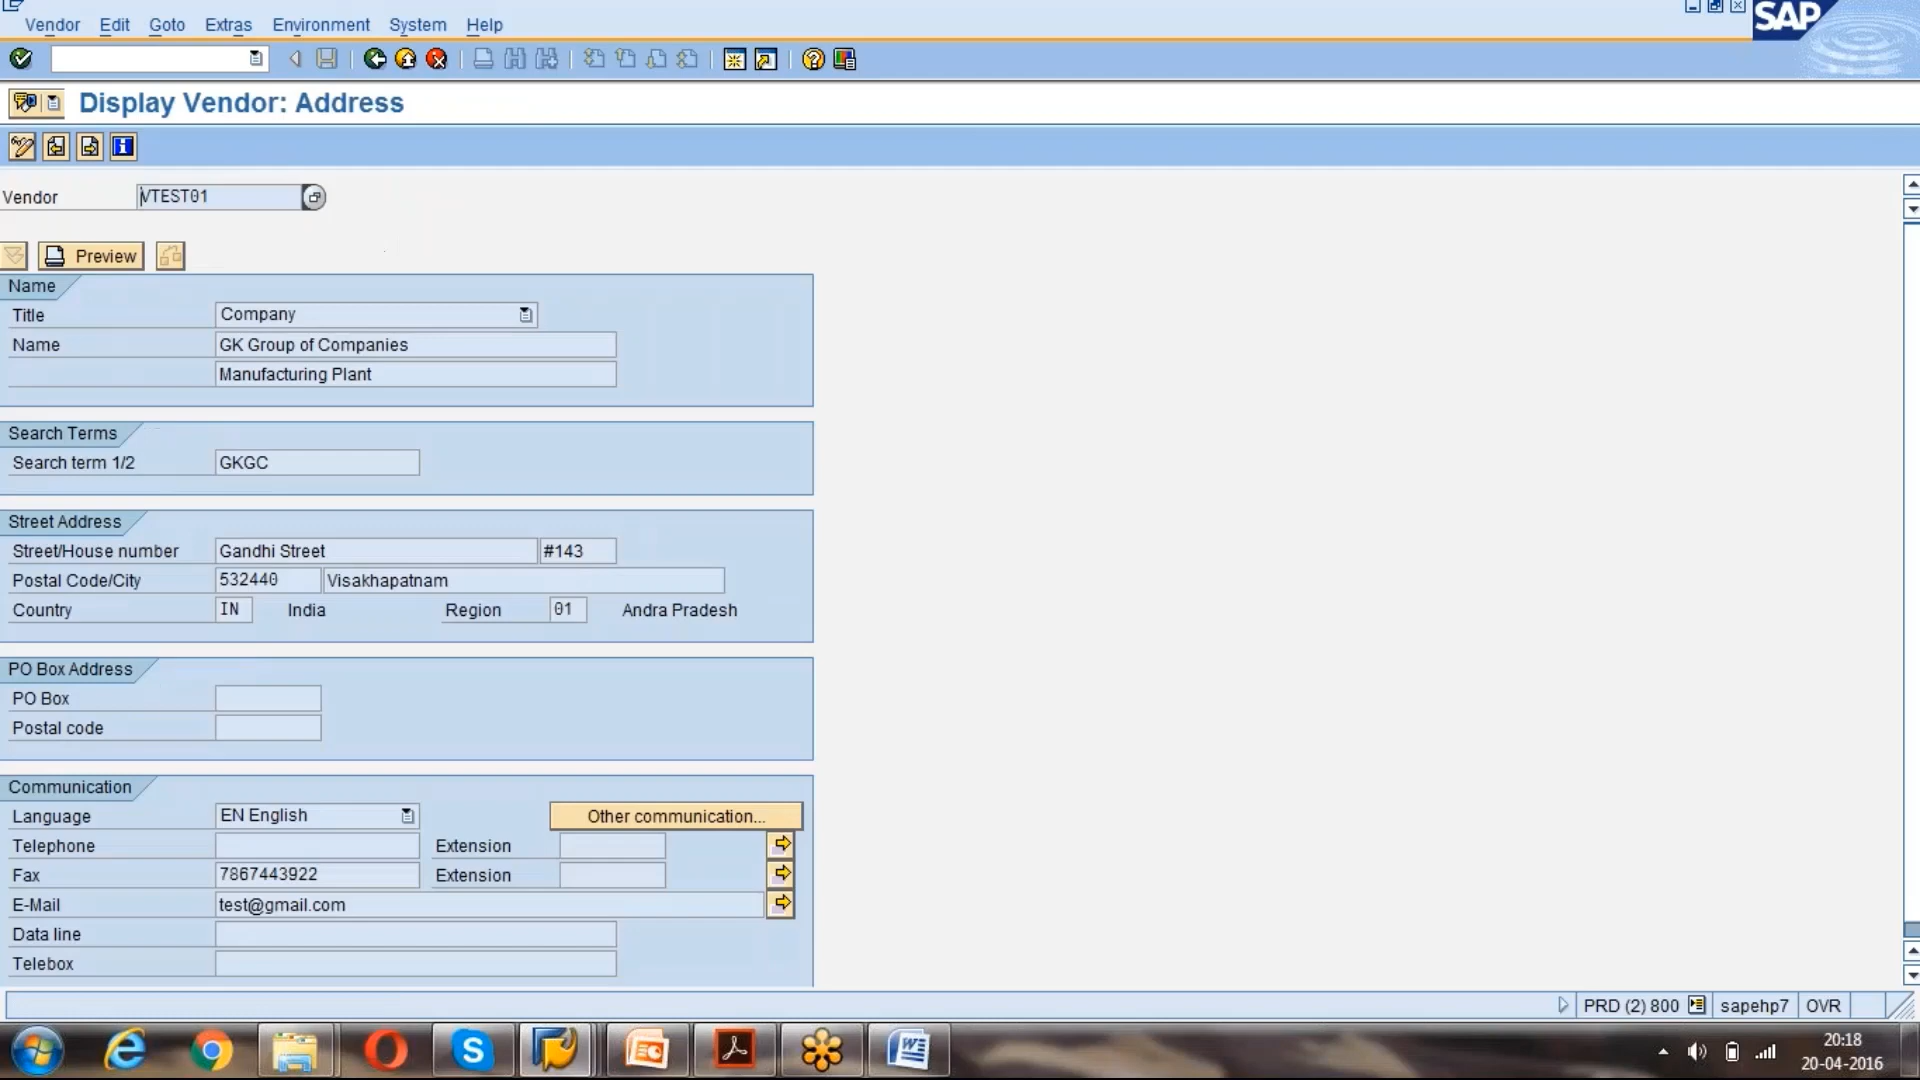 Vendor Edit Goto Extras Environment System Help
SAP
Display Vendor: Address
Vendor VTEST01
Preview
Name
Title Company
Name GK Group of Companies
Manufacturing Plant
Search Terms
Search term 1/2 GKGC
Street Address
Street/House number Gandhi Street #143
Postal Code/City 532440 Visakhapatnam
Country IN India Region 01 Andra Pradesh
PO Box Address
PO Box
Postal code
Communication
Language EN English Other communication...
Telephone Extension
Fax 7867443922 Extension
E-Mail test@gmail.com
Data line
Telebox
PRD (2) 800 sapehp7 OVR
20:18
20-04-2016